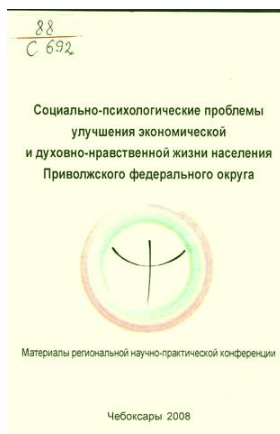 88
С 692
Социально-психологические проблемы
улучшения экономической
и духовно-нравственной жизни населения
Приволжского федерального округа
Материалы региональной научно-практической конференции
Чебоксары 2008